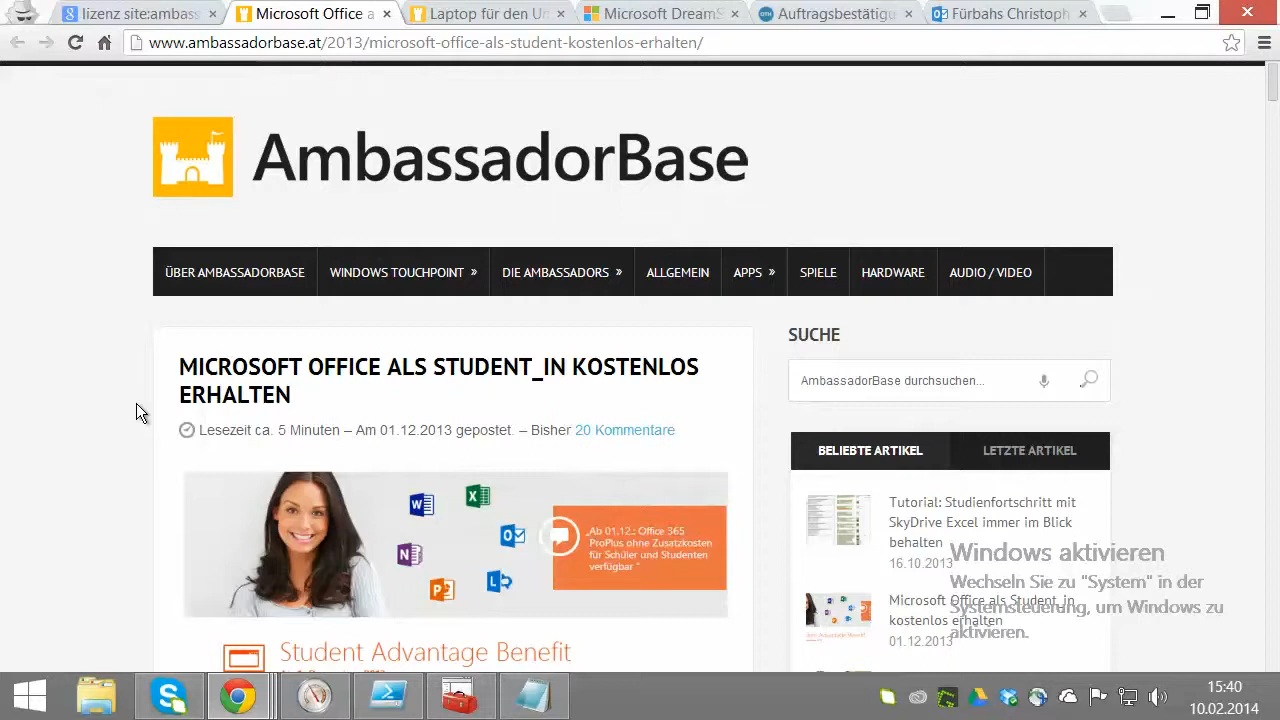 lizenz site:ambass
Microsoft Office a
Laptop für den Un
Microsoft DreamS
Auftragsbestätigu
Fürbahs Christoph
www.ambassadorbase.at/2013/microsoft-office-als-student_kostenlos-erhalten/
AmbassadorBase
ÜBER AMBASSADORBASE
WINDOWS TOUCHPOINT »
DIE AMBASSADORS »
ALLGEMEIN
APPS »
SPIELE
HARDWARE
AUDIO / VIDEO
MICROSOFT OFFICE ALS STUDENT_IN KOSTENLOS
ERHALTEN
Lesezeit ca. 5 Minuten – Am 01.12.2013 gepostet. – Bisher 20 Kommentare
„Ab 01.12.: Office 365
ProPlus ohne Zusatzkosten
für Schüler und Studenten
verfügbar "
Student Advantage Benefit
SUCHE
AmbassadorBase durchsuchen...
BELIEBTE ARTIKEL
LETZTE ARTIKEL
Tutorial: Studienfortschritt mit
SkyDrive Excel immer im Blick
behalten
16.10.2013
Microsoft Office als Student_in
kostenlos erhalten
01.12.2013
Windows aktivieren
Wechseln Sie zu "System" in der
Systemsteuerung, um Windows zu
aktivieren.
15:40
10.02.2014